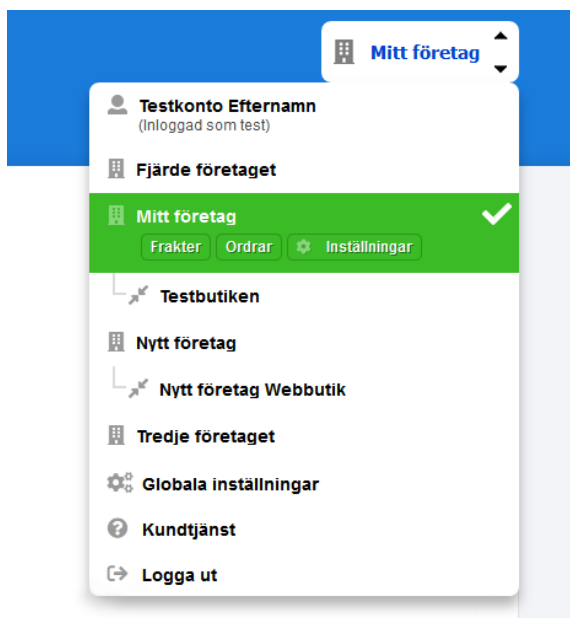 Mitt företag
Testkonto Efternamn
(Inloggad som test)
Fjärde företaget
Mitt företag
Frakter Ordrar Inställningar
Testbutiken
Nytt företag
Nytt företag Webbutik
Tredje företaget
Globala inställningar
Kundtjänst
Logga ut